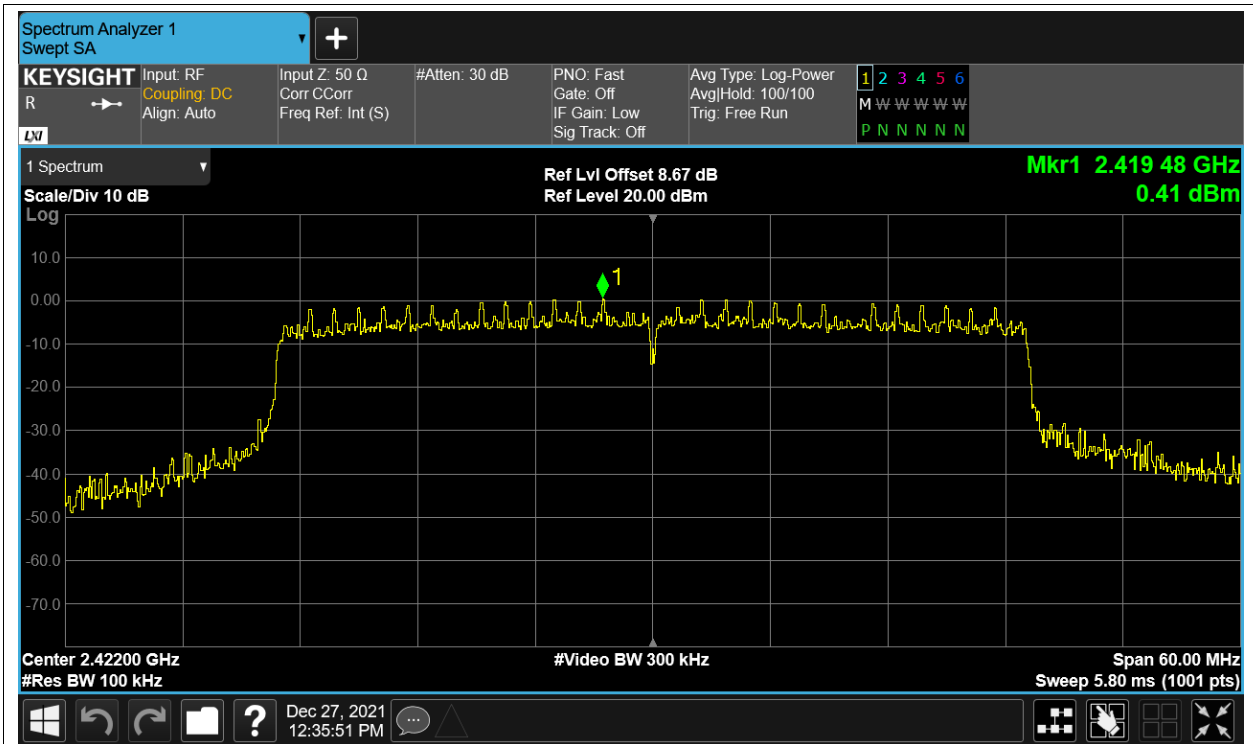 Spectrum Analyzer 1
Swept SA
KEYSIGHT
R
LXI
Input: RF
Coupling: DC
Align: Auto
Input Z: 50 Ω
Corr CCorr
Freq Ref: Int (S)
#Atten: 30 dB
PNO: Fast
Gate: Off
IF Gain: Low
Sig Track: Off
Avg Type: Log-Power
Avg|Hold: 100/100
Trig: Free Run
1 2 3 4 5 6
M W W W W W
P N N N N N
1 Spectrum
Scale/Div 10 dB
Ref Lvl Offset 8.67 dB
Ref Level 20.00 dBm
Mkr1 2.419 48 GHz
0.41 dBm
Log
10.0
0.00
-10.0
-20.0
-30.0
-40.0
-50.0
-60.0
-70.0
1
Center 2.42200 GHz
#Res BW 100 kHz
#Video BW 300 kHz
Span 60.00 MHz
Sweep 5.80 ms (1001 pts)
?
Dec 27, 2021
12:35:51 PM